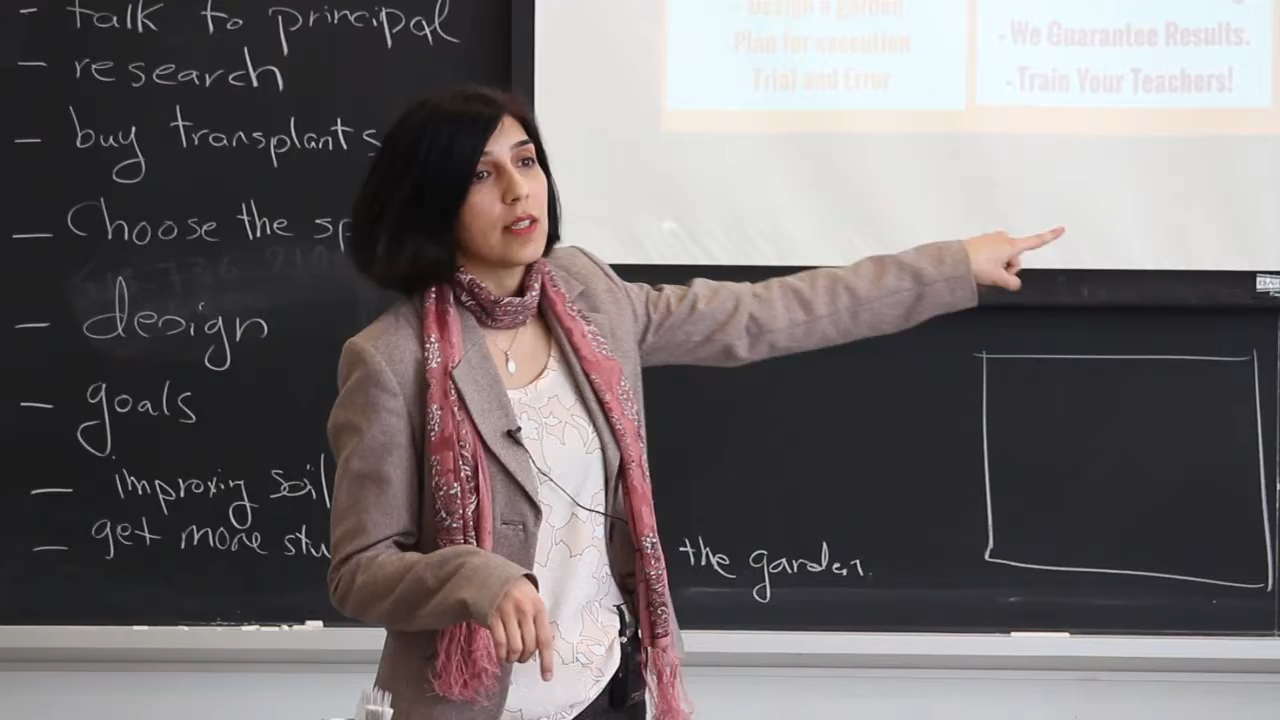 - talk to principal
- research
- buy transplants
- Choose the
- design
- goals
- improving soil
- get more the garden.
Design a garden
Plan for execution
Trial and Error
- We Guarantee Results.
- Train Your Teachers!